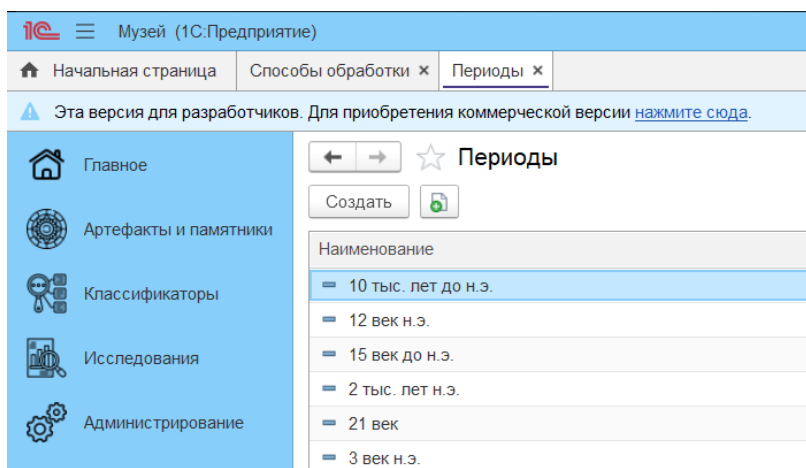 1С Музей (1С:Предприятие)
Начальная страница Способы обработки × Периоды ×
Эта версия для разработчиков. Для приобретения коммерческой версии нажмите сюда.
Главное
Артефакты и памятники
Классификаторы
Исследования
Администрирование
Периоды
Создать
Наименование
10 тыс. лет до н.э.
12 век н.э.
15 век до н.э.
2 тыс. лет н.э.
21 век
3 век н.э.